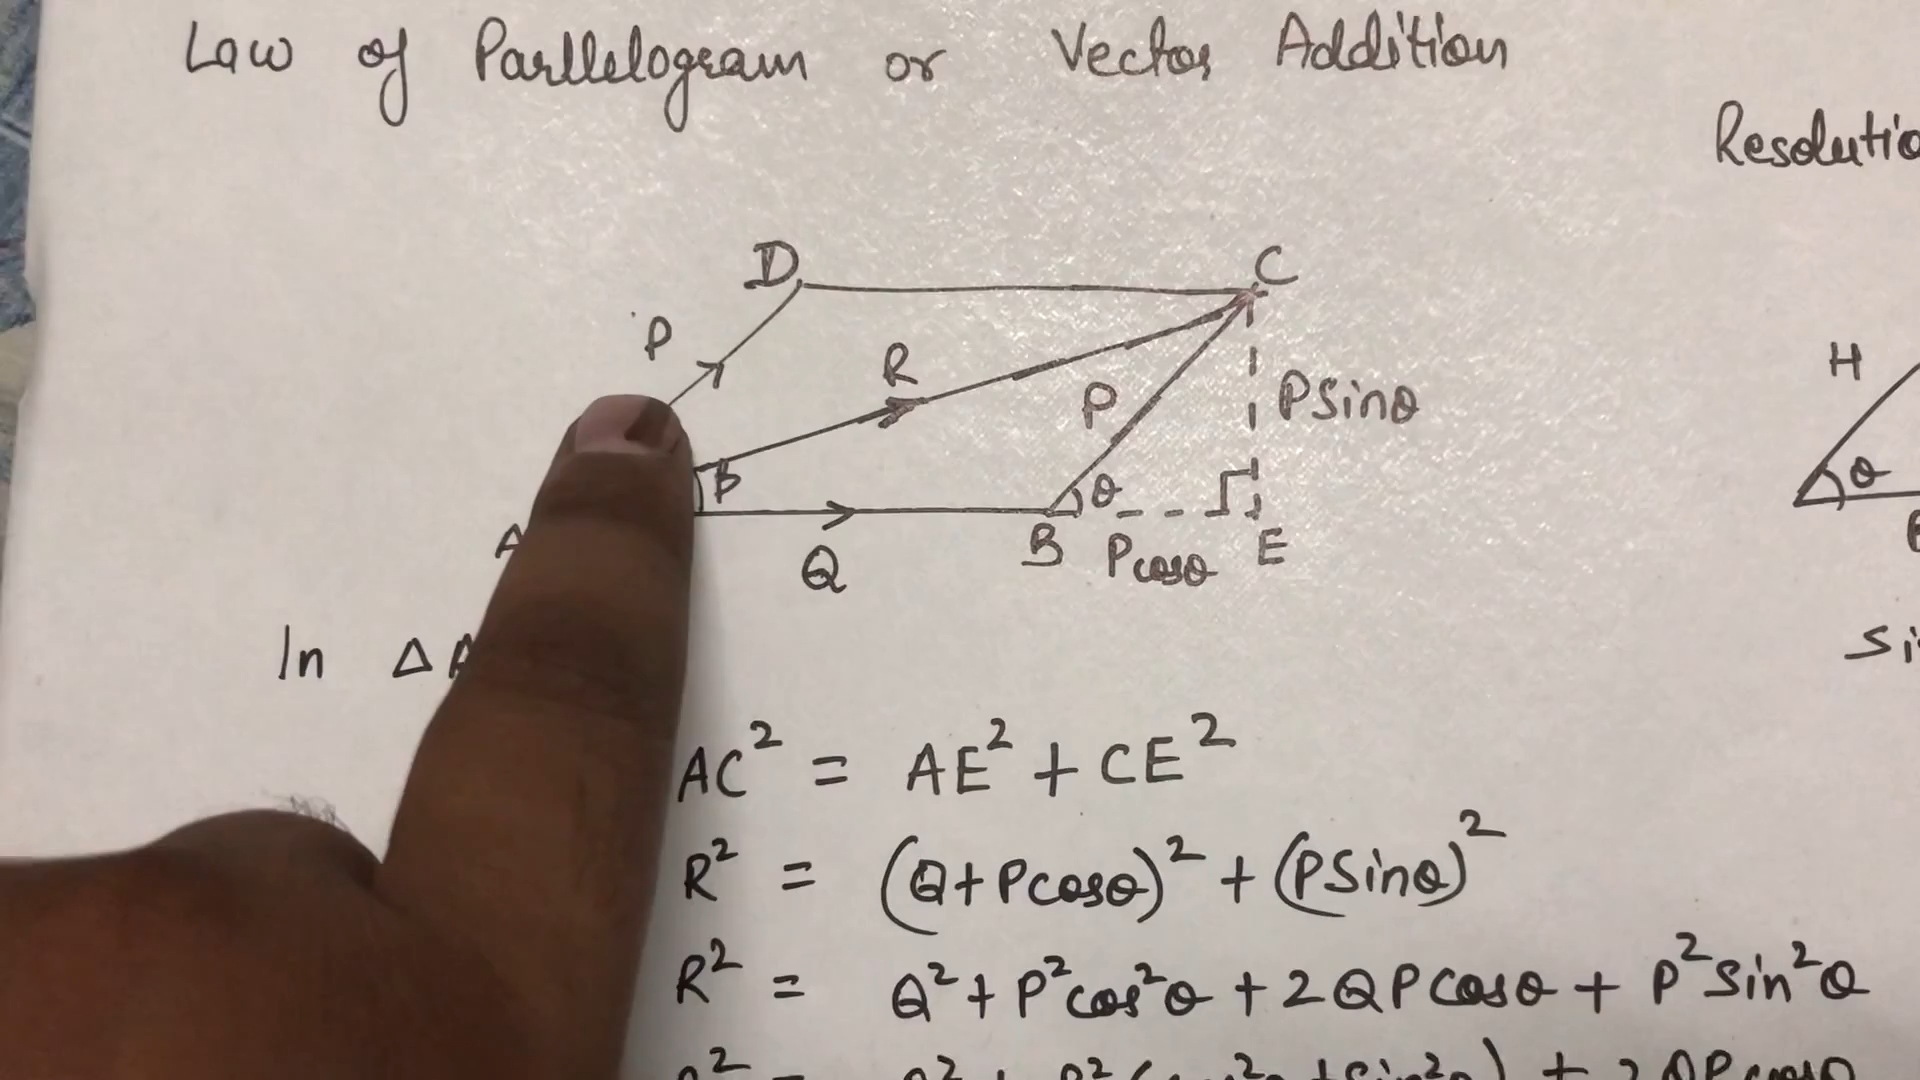 Law of Parllelogram or Vector Addition
Resolutio
D
C
P
H
R
P
PSinθ
β
θ
θ
A
Q
B
Pcosθ
E
In Δ A
Si
AC² = AE² + CE²
R² = (Q+Pcosθ)² + (PSinθ)²
R² = Q² + P²cos²θ + 2QPCosθ + P²Sin²θ